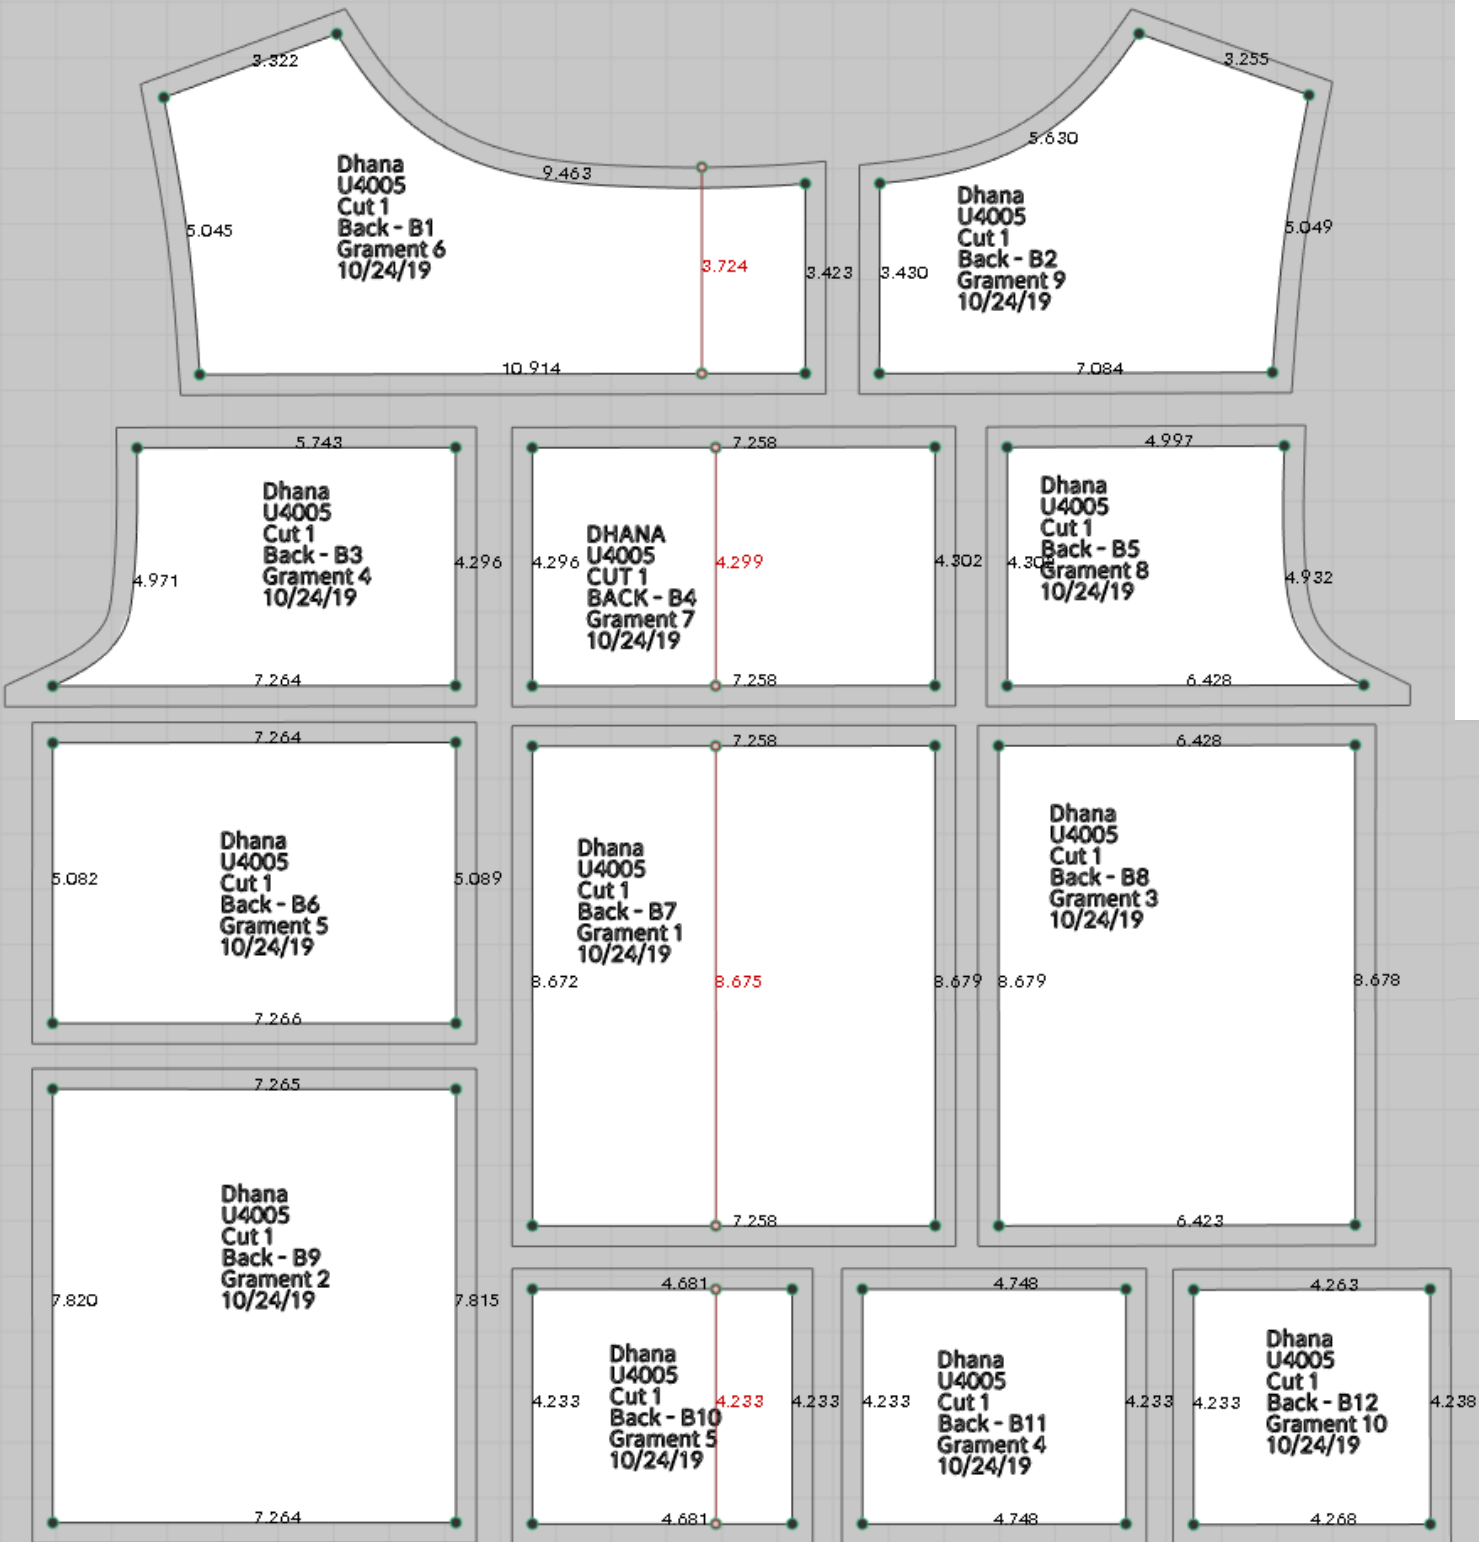 3.322
9.463
5.045
Dhana
U4005
Cut 1
Back - B1
Grament 6
10/24/19
3.724
3.423
10.914
3.255
5.630
Dhana
U4005
Cut 1
Back - B2
Grament 9
10/24/19
5.049
3.430
7.084
5.743
Dhana
U4005
Cut 1
Back - B3
Grament 4
10/24/19
4.971
4.296
7.264
7.258
DHANA
U4005
CUT 1
BACK - B4
Grament 7
10/24/19
4.296
4.299
4.302
7.258
4.997
Dhana
U4005
Cut 1
Back - B5
Grament 8
10/24/19
4.932
6.428
7.264
Dhana
U4005
Cut 1
Back - B6
Grament 5
10/24/19
5.082
5.089
7.266
7.258
Dhana
U4005
Cut 1
Back - B7
Grament 1
10/24/19
8.672
8.675
8.679
7.258
6.428
Dhana
U4005
Cut 1
Back - B8
Grament 3
10/24/19
8.679
8.678
6.423
7.265
Dhana
U4005
Cut 1
Back - B9
Grament 2
10/24/19
7.820
7.815
7.264
4.681
Dhana
U4005
Cut 1
Back - B10
Grament 5
10/24/19
4.233
4.233
4.233
4.681
4.748
Dhana
U4005
Cut 1
Back - B11
Grament 4
10/24/19
4.233
4.233
4.748
4.263
Dhana
U4005
Cut 1
Back - B12
Grament 10
10/24/19
4.233
4.238
4.268